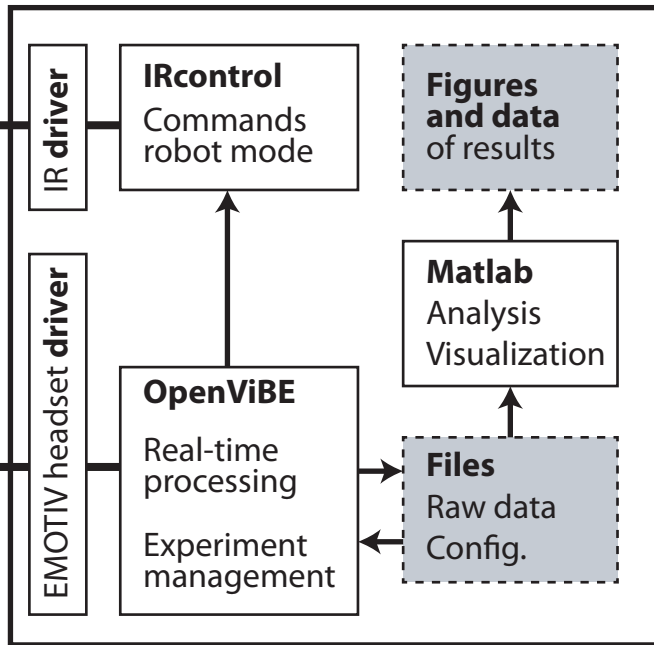 IR driver
IRcontrol
Commands
robot mode
Figures
and data
of results
Matlab
Analysis
Visualization
EMOTIV headset driver
OpenViBE
Real-time
processing
Experiment
management
Files
Raw data
Config.